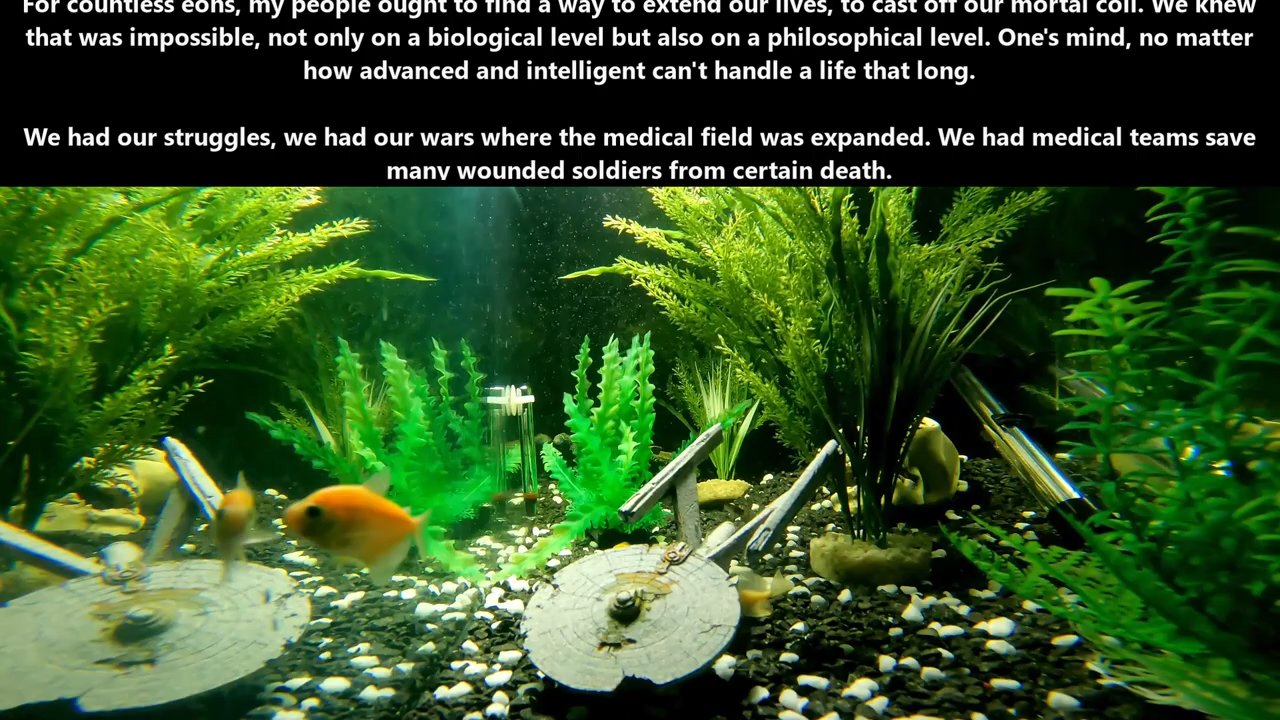 For countless eons, my people ought to find a way to extend our lives, to cast off our mortal coil. We knew
that was impossible, not only on a biological level but also on a philosophical level. One's mind, no matter
how advanced and intelligent can't handle a life that long.
We had our struggles, we had our wars where the medical field was expanded. We had medical teams save
many wounded soldiers from certain death.